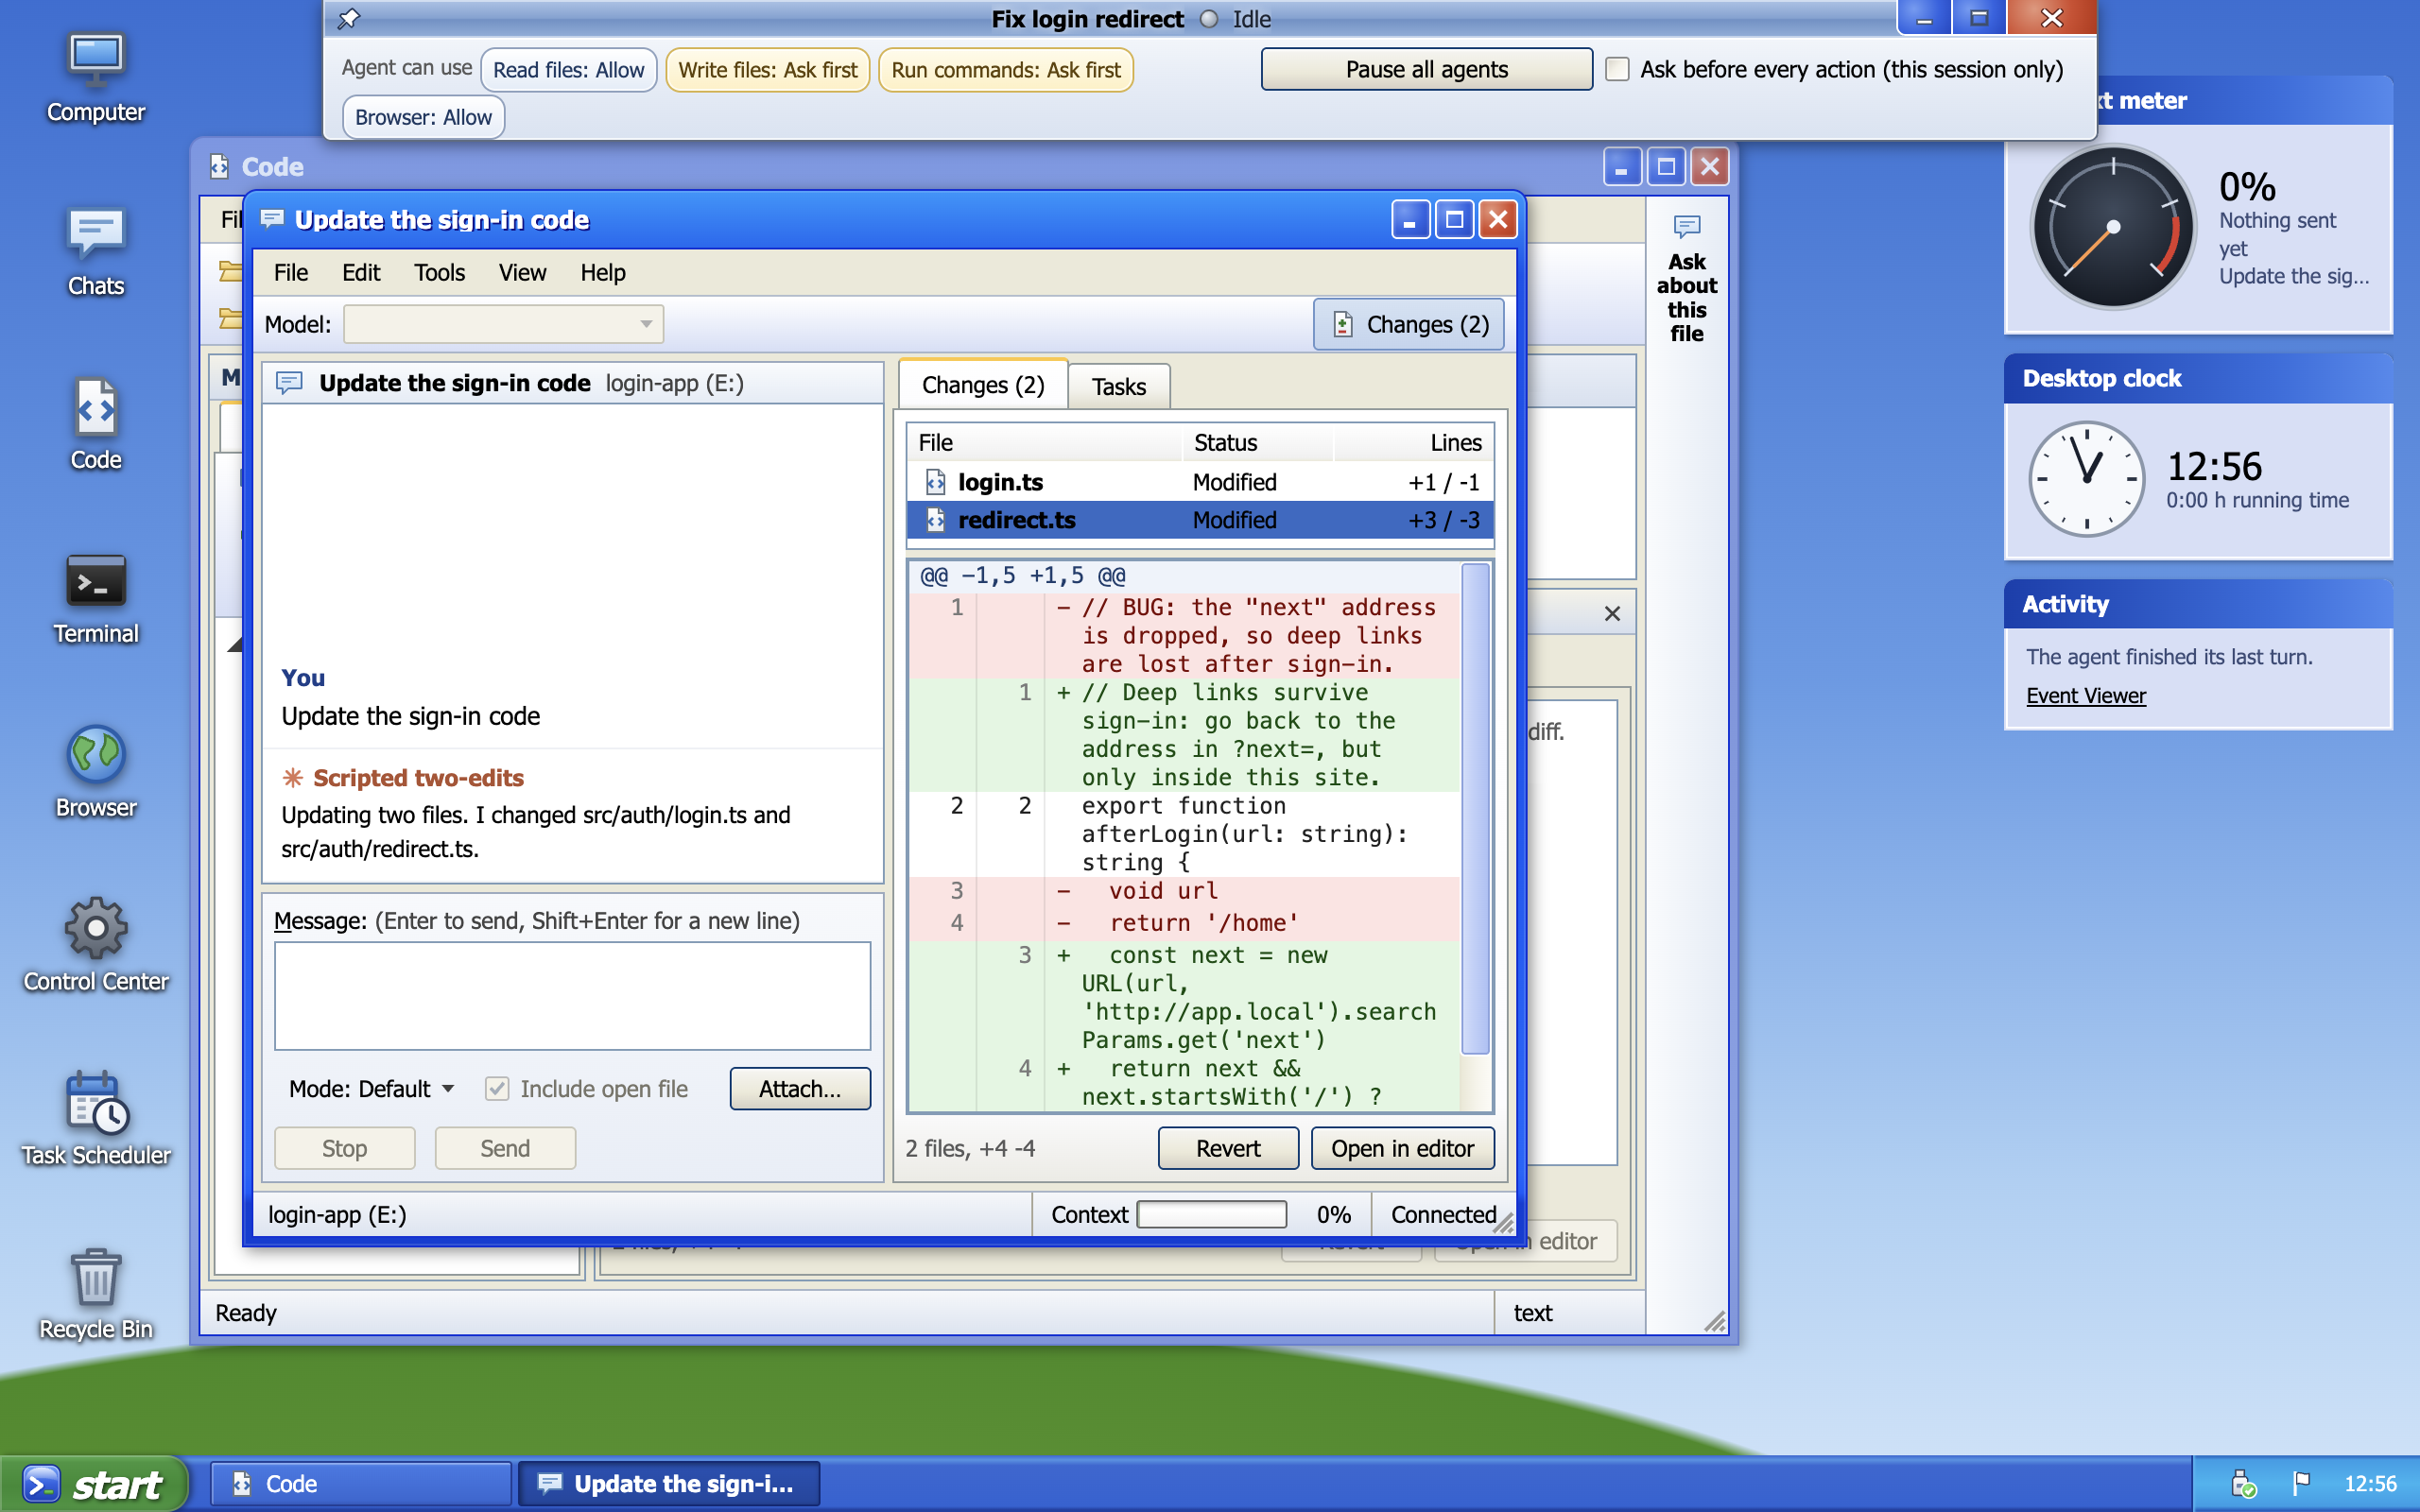 Fix login redirect Idle
Agent can use Read files: Allow Write files: Ask first Run commands: Ask first
Browser: Allow
Pause all agents
Ask before every action (this session only)
Computer
Chats
Code
Terminal
Browser
Control Center
Task Scheduler
Recycle Bin
Code
Update the sign-in code
File Edit Tools View Help
Model:
Changes (2)
Update the sign-in code login-app (E:)
You
Update the sign-in code
Scripted two-edits
Updating two files. I changed src/auth/login.ts and
src/auth/redirect.ts.
Message: (Enter to send, Shift+Enter for a new line)
Mode: Default
Include open file
Attach...
Stop
Send
Changes (2)
Tasks
File Status Lines
login.ts Modified +1 / -1
redirect.ts Modified +3 / -3
@@ -1,5 +1,5 @@
1 - // BUG: the "next" address
is dropped, so deep links
are lost after sign-in.
1 + // Deep links survive
sign-in: go back to the
address in ?next=, but
only inside this site.
2 2 export function
afterLogin(url: string):
string {
3 - void url
4 - return '/home'
3 + const next = new
URL(url,
'http://app.local').search
Params.get('next')
4 + return next &&
next.startsWith('/') ?
2 files, +4 -4
Revert
Open in editor
login-app (E:)
Context 0%
Connected
Ask
about
this
file
diff.
editor
Ready
text
meter
0%
Nothing sent
yet
Update the sig...
Desktop clock
12:56
0:00 h running time
Activity
The agent finished its last turn.
Event Viewer
start
Code
Update the sign-i...
12:56